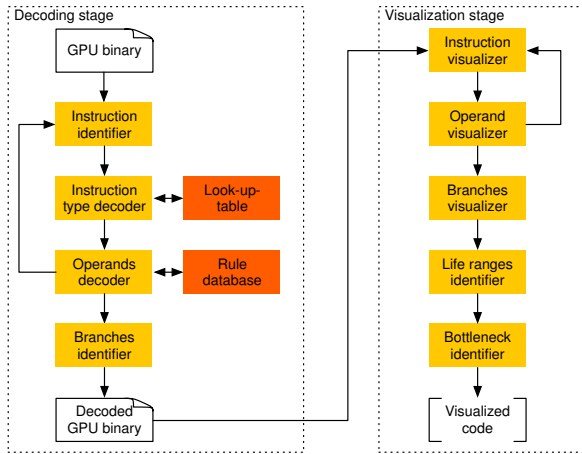 Decoding stage
GPU binary
Instruction
identifier
Instruction
type decoder
Look-up-
table
Operands
decoder
Rule
database
Branches
identifier
Decoded
GPU binary
Visualization stage
Instruction
visualizer
Operand
visualizer
Branches
visualizer
Life ranges
identifier
Bottleneck
identifier
Visualized
code